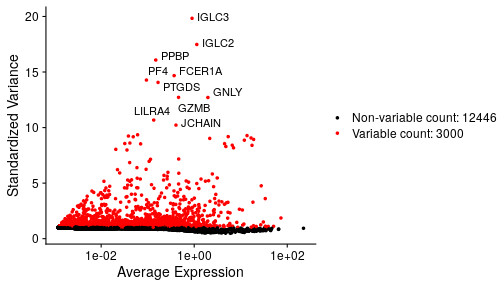 20
15
10
5
0
Standardized Variance
IGLC3
IGLC2
PPBP
PF4
FCER1A
PTGDS
GNLY
GZMB
LILRA4
JCHAIN
1e-02
1e+00
1e+02
Average Expression
Non-variable count: 12446
Variable count: 3000